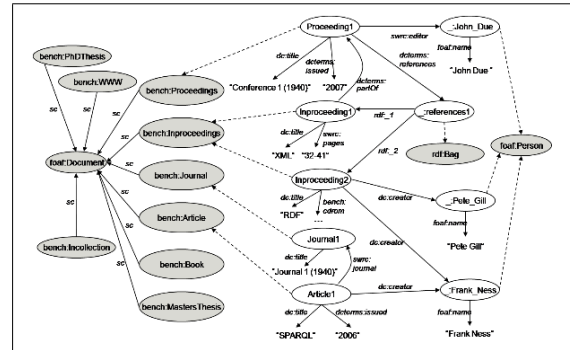 Proceeding1
swrc:editor
_:John_Due
bench:PhDThesis
dc:title
dcterms:issued
dcterms:references
foaf:name
bench:WWW
"John Due"
sc
sc
bench:Proceedings
"Conference 1 (1940)"
"2007"
dcterms:partOf
sc
Inproceeding1
_:references1
bench:Inproceedings
rdf:_1
dc:title
swrc:pages
sc
foaf:Document
"XML"
"32-41"
rdf:_2
rdf:Bag
foaf:Person
bench:Journal
Inproceeding2
sc
dc:creator
_:Pete_Gill
dc:title
bench:cdrom
sc
bench:Article
"RDF"
...
foaf:name
dc:creator
sc
Journal1
"Pete Gill"
bench:Incollection
dc:title
swrc:journal
sc
bench:Book
"Journal 1 (1940)"
dc:creator
_:Frank_Ness
Article1
sc
bench:MastersThesis
dc:title
dcterms:issued
foaf:name
"SPARQL"
"2006"
"Frank Ness"